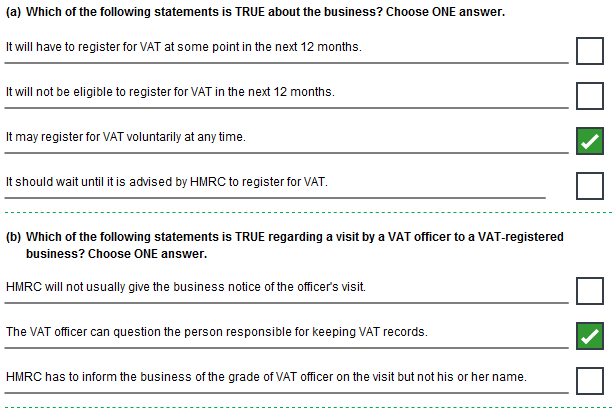 (a) Which of the following statements is TRUE about the business? Choose ONE answer.
It will have to register for VAT at some point in the next 12 months.
It will not be eligible to register for VAT in the next 12 months.
It may register for VAT voluntarily at any time.
It should wait until it is advised by HMRC to register for VAT.
(b) Which of the following statements is TRUE regarding a visit by a VAT officer to a VAT-registered
business? Choose ONE answer.
HMRC will not usually give the business notice of the officer's visit.
The VAT officer can question the person responsible for keeping VAT records.
HMRC has to inform the business of the grade of VAT officer on the visit but not his or her name.